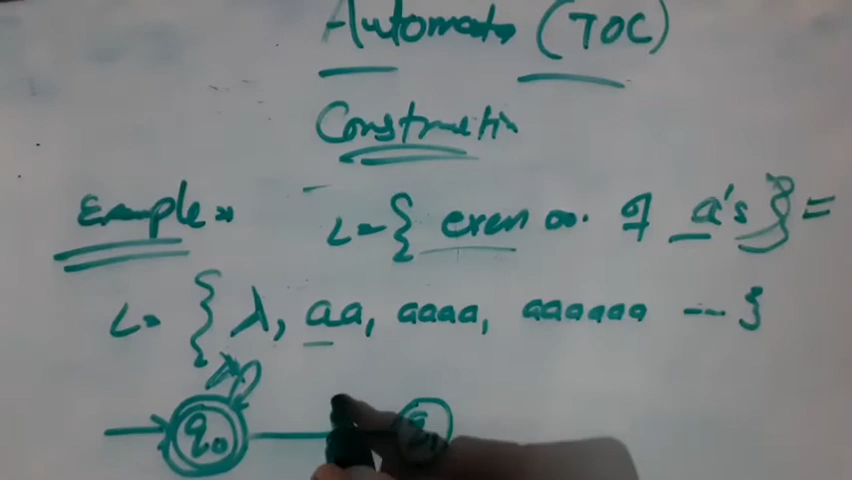 Automata (TOC)
Construction
Example:
L = { even no. of a's } =
L = { λ, aa, aaaa, aaaaaa --- }
λ
q0